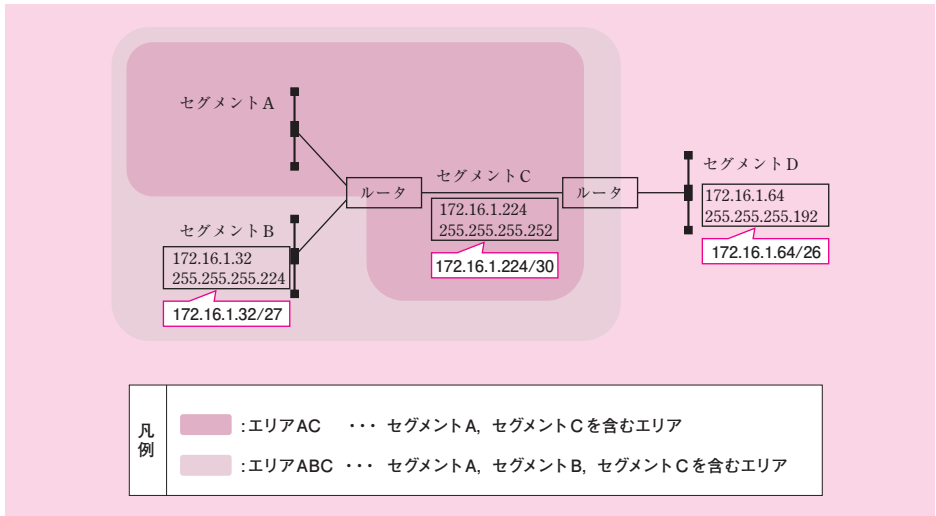 セグメントA
セグメントC
セグメントD
ルータ
ルータ
172.16.1.64
255.255.255.192
172.16.1.224
255.255.255.252
セグメントB
172.16.1.64/26
172.16.1.224/30
172.16.1.32
255.255.255.224
172.16.1.32/27
凡例
:エリアAC ··· セグメントA, セグメントCを含むエリア
:エリアABC ··· セグメントA, セグメントB, セグメントCを含むエリア